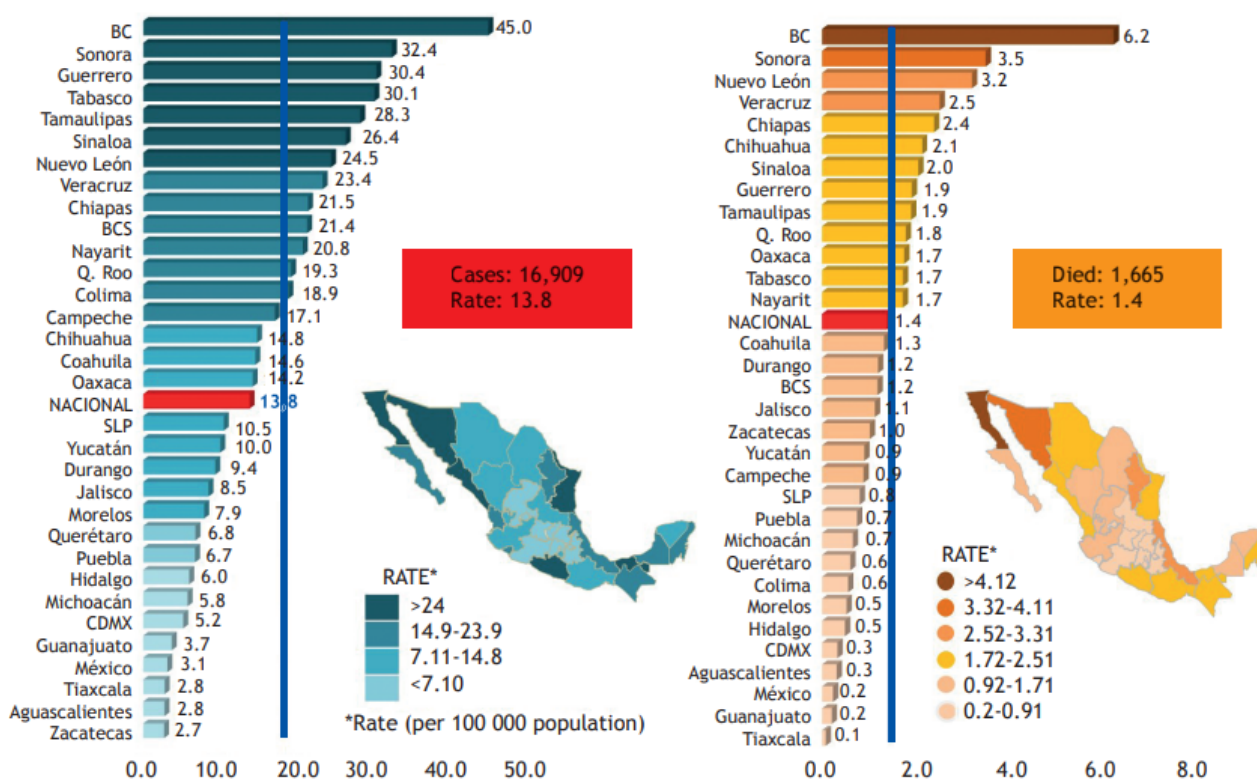 BC 45.0
Sonora 32.4
Guerrero 30.4
Tabasco 30.1
Tamaulipas 28.3
Sinaloa 26.4
Nuevo León 24.5
Veracruz 23.4
Chiapas 21.5
BCS 21.4
Nayarit 20.8
Q. Roo 19.3
Colima 18.9
Campeche 17.1
Chihuahua 14.8
Coahuila 14.6
Oaxaca 14.2
NACIONAL 13.8
SLP 10.5
Yucatán 10.0
Durango 9.4
Jalisco 8.5
Morelos 7.9
Querétaro 6.8
Puebla 6.7
Hidalgo 6.0
Michoacán 5.8
CDMX 5.2
Guanajuato 3.7
México 3.1
Tiaxcala 2.8
Aguascalientes 2.8
Zacatecas 2.7
0.0 10.0 20.0 30.0 40.0 50.0
Cases: 16,909
Rate: 13.8
RATE*
>24
14.9-23.9
7.11-14.8
<7.10
*Rate (per 100 000 population)
BC 6.2
Sonora 3.5
Nuevo León 3.2
Veracruz 2.5
Chiapas 2.4
Chihuahua 2.1
Sinaloa 2.0
Guerrero 1.9
Tamaulipas 1.9
Q. Roo 1.8
Oaxaca 1.7
Tabasco 1.7
Nayarit 1.7
NACIONAL 1.4
Coahuila 1.3
Durango 1.2
BCS 1.2
Jalisco 1.1
Zacatecas 1.0
Yucatán 0.9
Campeche 0.9
SLP 0.8
Puebla 0.7
Michoacán 0.7
Querétaro 0.6
Colima 0.6
Morelos 0.5
Hidalgo 0.5
CDMX 0.3
Aguascalientes 0.3
México 0.2
Guanajuato 0.2
Tiaxcala 0.1
0.0 2.0 4.0 6.0 8.0
Died: 1,665
Rate: 1.4
RATE*
>4.12
3.32-4.11
2.52-3.31
1.72-2.51
0.92-1.71
0.2-0.91